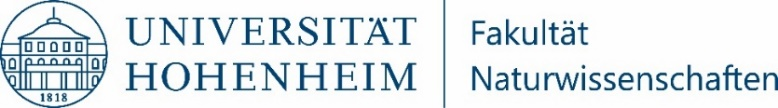 UNIVERSITÄT
HOHENHEIM
1818
Fakultät
Naturwissenschaften